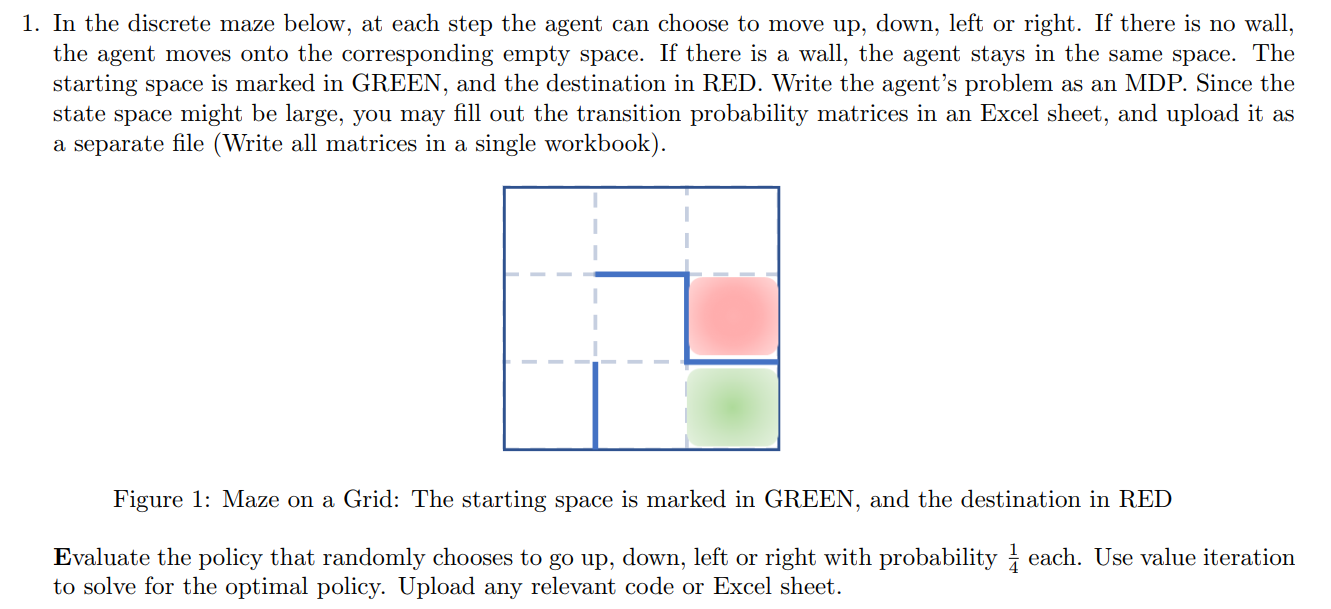 1. In the discrete maze below, at each step the agent can choose to move up, down, left or right. If there is no wall,
the agent moves onto the corresponding empty space. If there is a wall, the agent stays in the same space. The
starting space is marked in GREEN, and the destination in RED. Write the agent's problem as an MDP. Since the
state space might be large, you may fill out the transition probability matrices in an Excel sheet, and upload it as
a separate file (Write all matrices in a single workbook).
Figure 1: Maze on a Grid: The starting space is marked in GREEN, and the destination in RED
Evaluate the policy that randomly chooses to go up, down, left or right with probability 1/4 each. Use value iteration
to solve for the optimal policy. Upload any relevant code or Excel sheet.